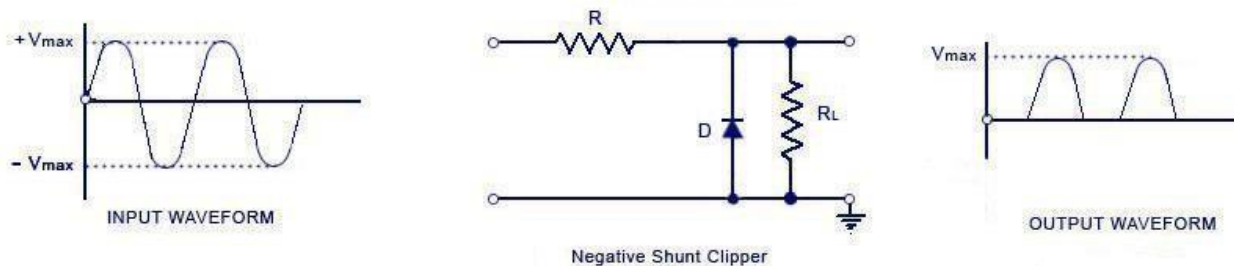 + Vmax
- Vmax
INPUT WAVEFORM
R
D
RL
Negative Shunt Clipper
Vmax
OUTPUT WAVEFORM